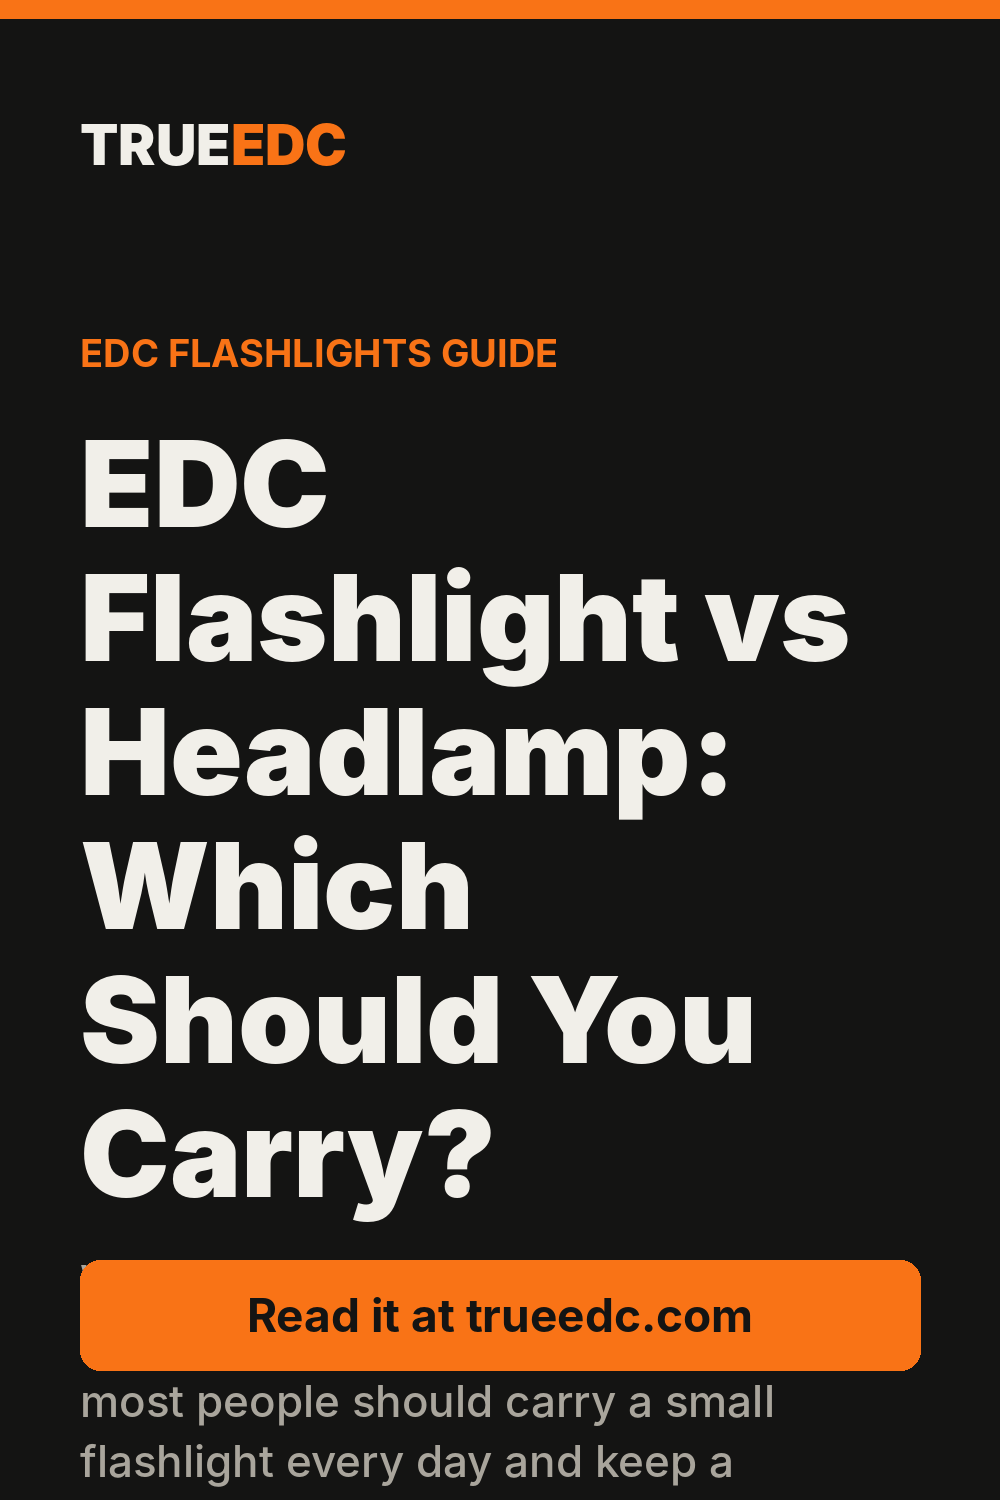 TRUEEDC
EDC FLASHLIGHTS GUIDE
EDC
Flashlight vs
Headlamp:
Which
Should You
Carry?
Read it at trueedc.com
most people should carry a small
flashlight every day and keep a